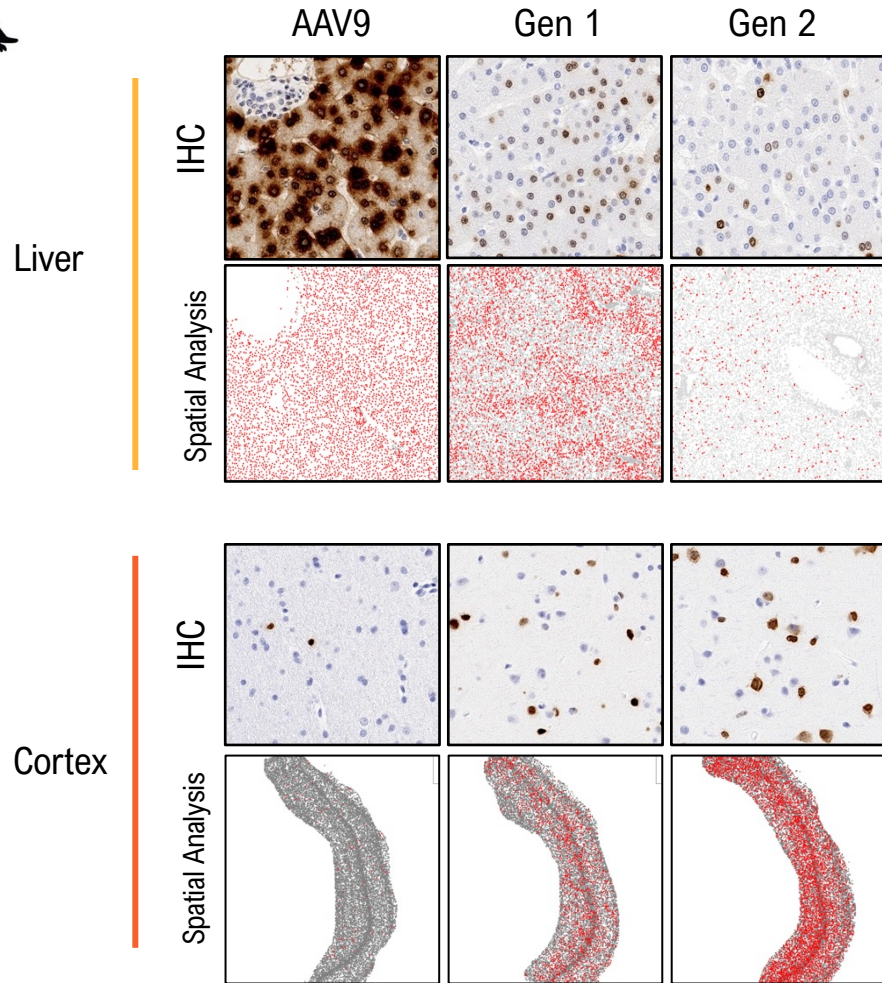 AAV9 Gen 1 Gen 2
Liver
IHC
Spatial Analysis
Cortex
IHC
Spatial Analysis